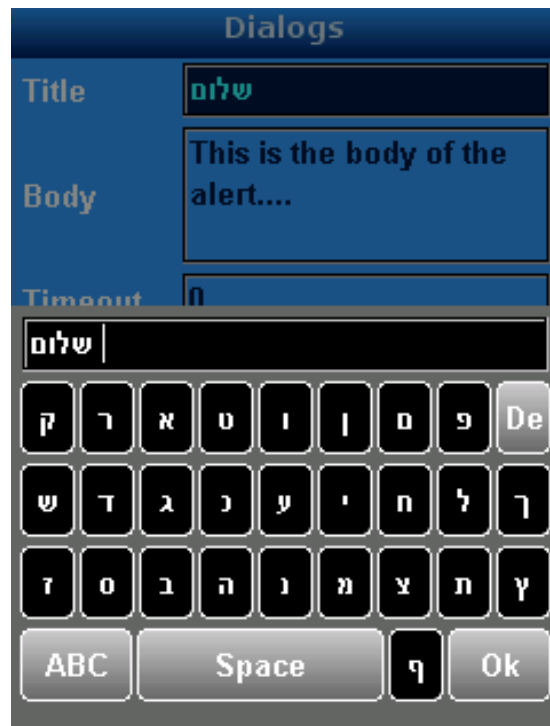 Dialogs
Title שלום
This is the body of the
Body alert....
Timeout 0
שלום
ק ר א ט ו ן ם פ De
ש ד ג כ ע י ח ל ך
ז ס ב ה נ מ צ ת ץ
ABC Space ף Ok